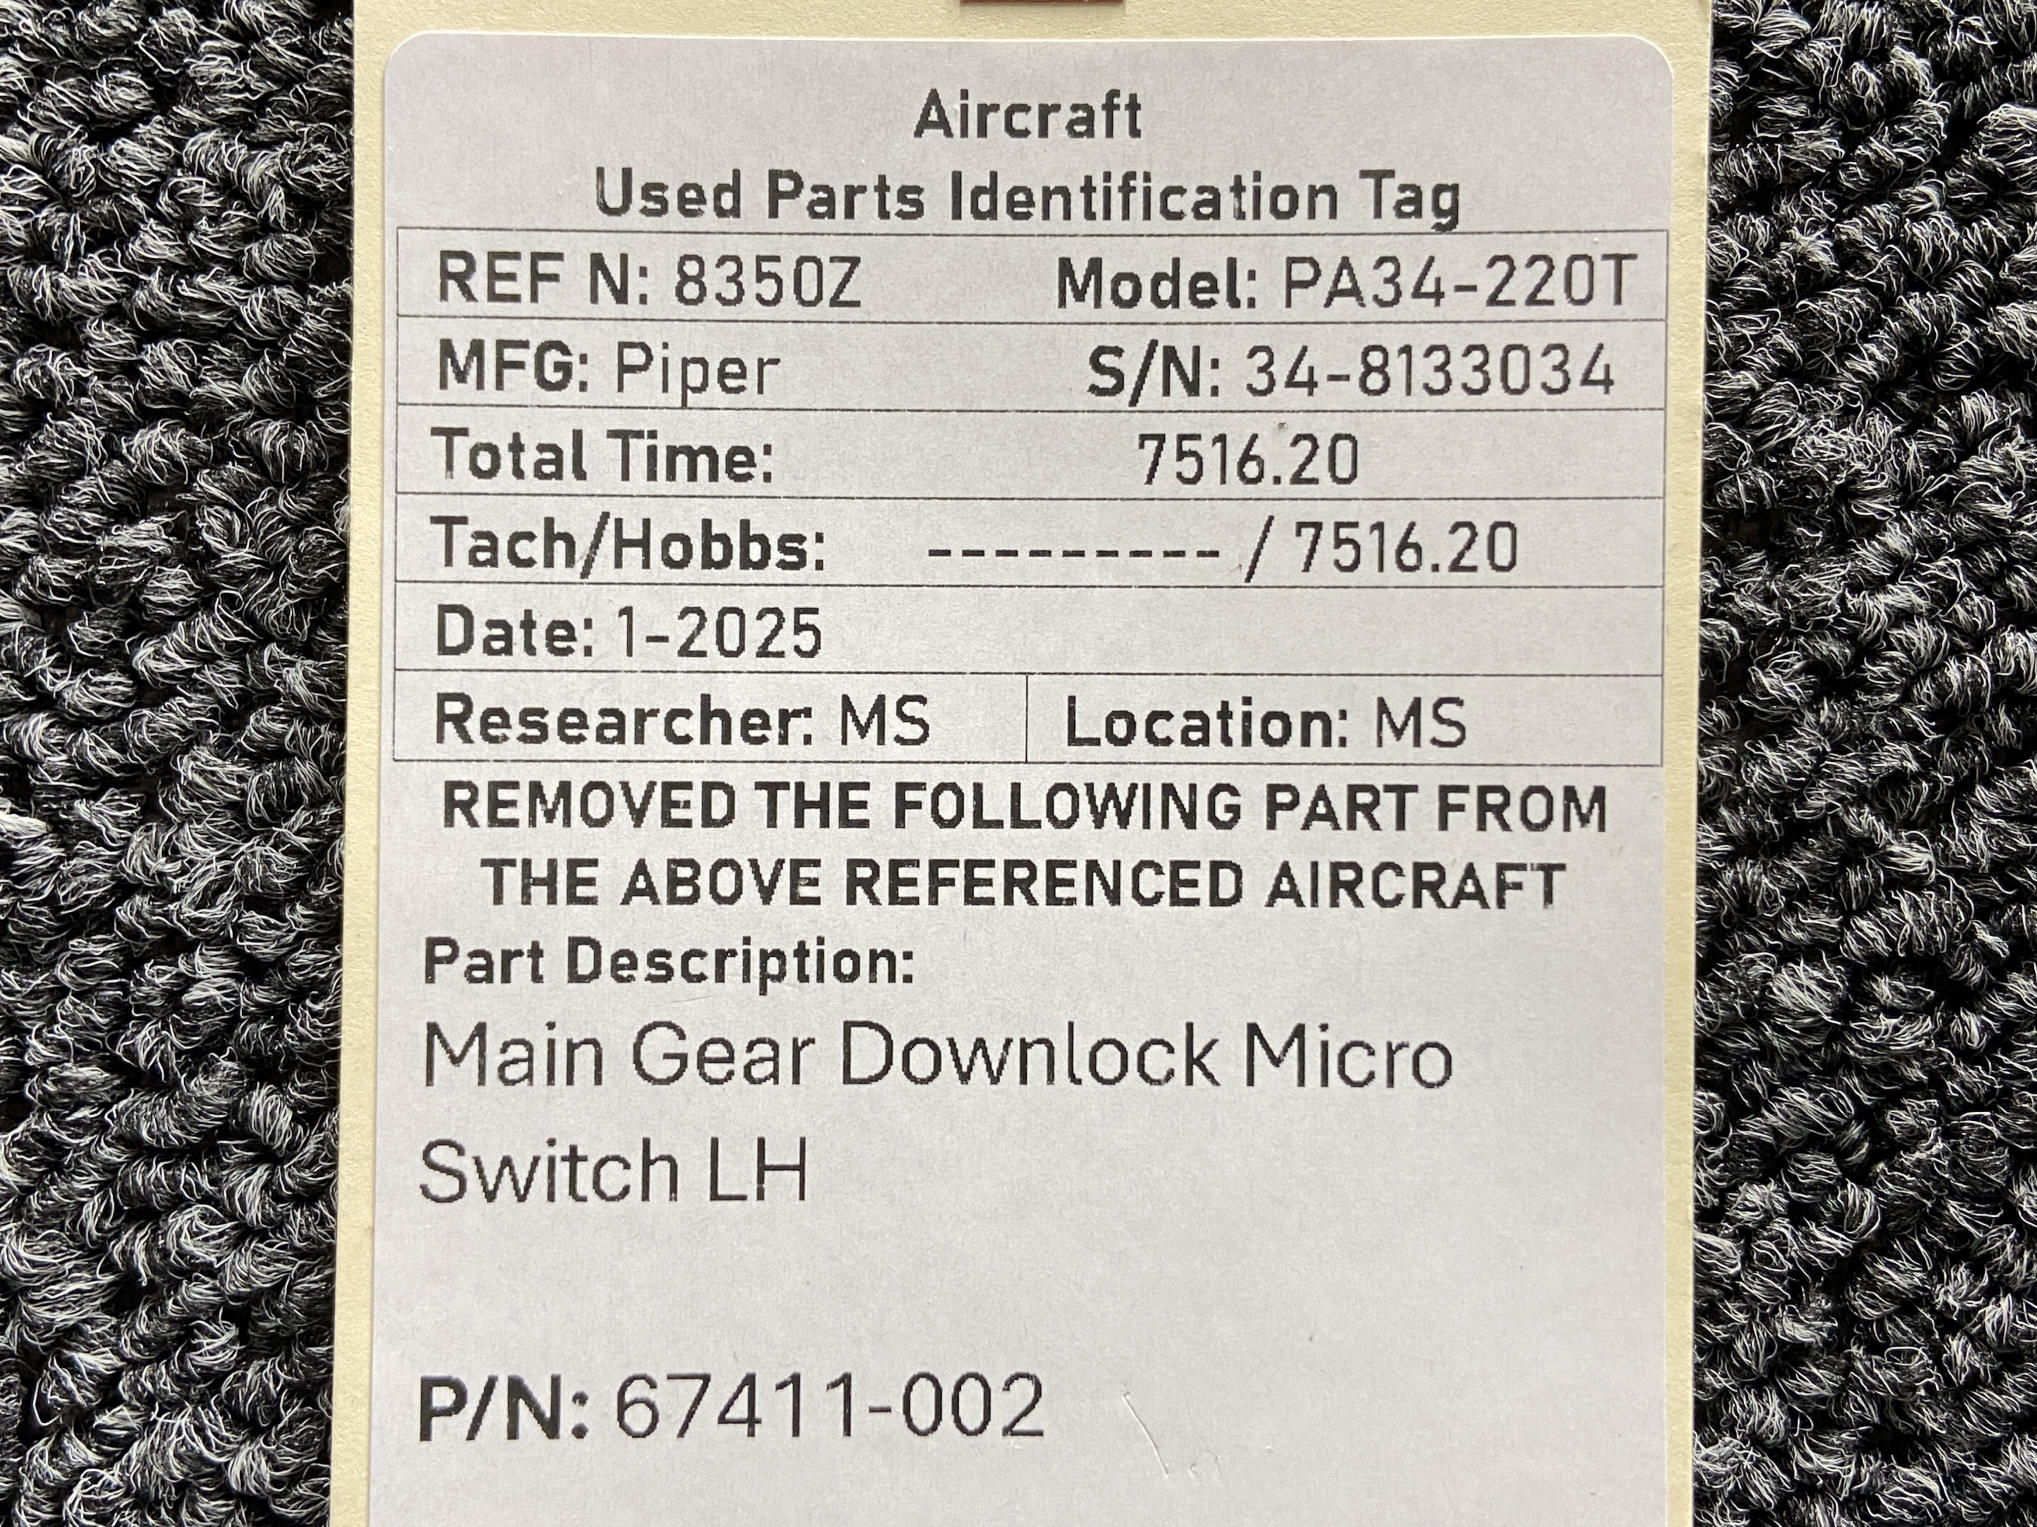 Aircraft
Used Parts Identification Tag
REF N: 8350Z Model: PA34-220T
MFG: Piper S/N: 34-8133034
Total Time: 7516.20
Tach/Hobbs: --------- / 7516.20
Date: 1-2025
Researcher: MS Location: MS
REMOVED THE FOLLOWING PART FROM
THE ABOVE REFERENCED AIRCRAFT
Part Description:
Main Gear Downlock Micro
Switch LH
P/N: 67411-002